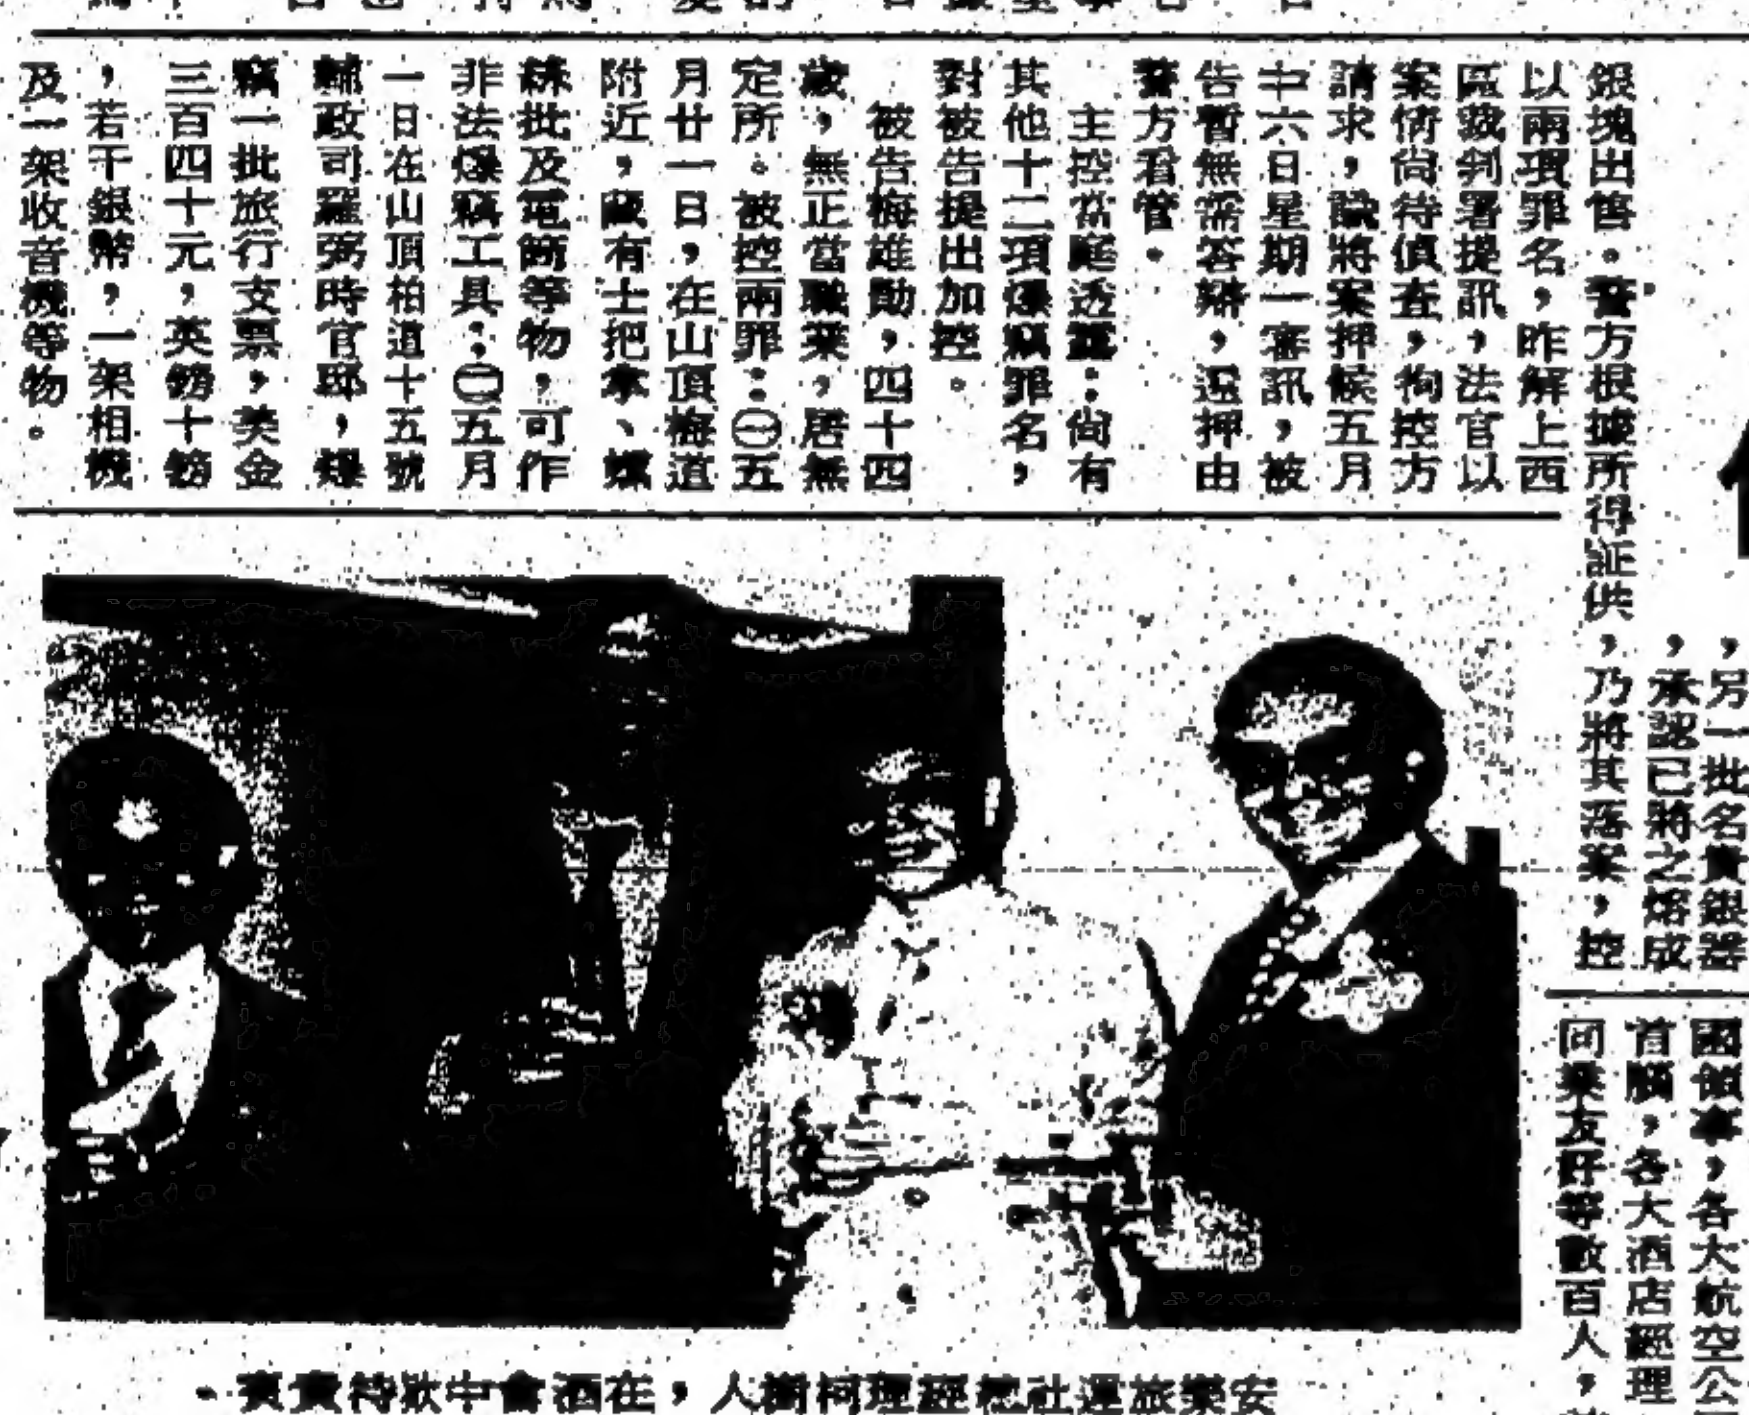 ，另一批名貴銀器
，承認已將之熔成
銀塊出售。警方根據所得証供，乃將其落案，控
以兩項罪名，昨解上西
區裁判署提訊，法官以
案情尚待偵查，徇控方
請求，諭將案押候五月
廿六日星期一審訊，被
告暫無需答辯，還押由
警方看管。
主控當庭透露：尚有
其他十二項爆竊罪名，
對被告提出加控。
被告梅雄勳，四十四
歲，無正當職業，居無
定所。被控兩罪：㊀五
月廿一日，在山頂梅道
附近，藏有士把拿、螺
絲批及電筒等物，可作
非法爆竊工具；㊁五月
一日在山頂柏道十五號
輔政司羅弼時官邸，爆
竊一批旅行支票，美金
三百四十元，英鎊十鎊
，若干銀幣，一架相機
及一架收音機等物。
國領事，各大航空公
首腦，各大酒店經理
同業友好等數百人，
安樂旅運社總經理柯樹人，在酒會中欵待貴賓。